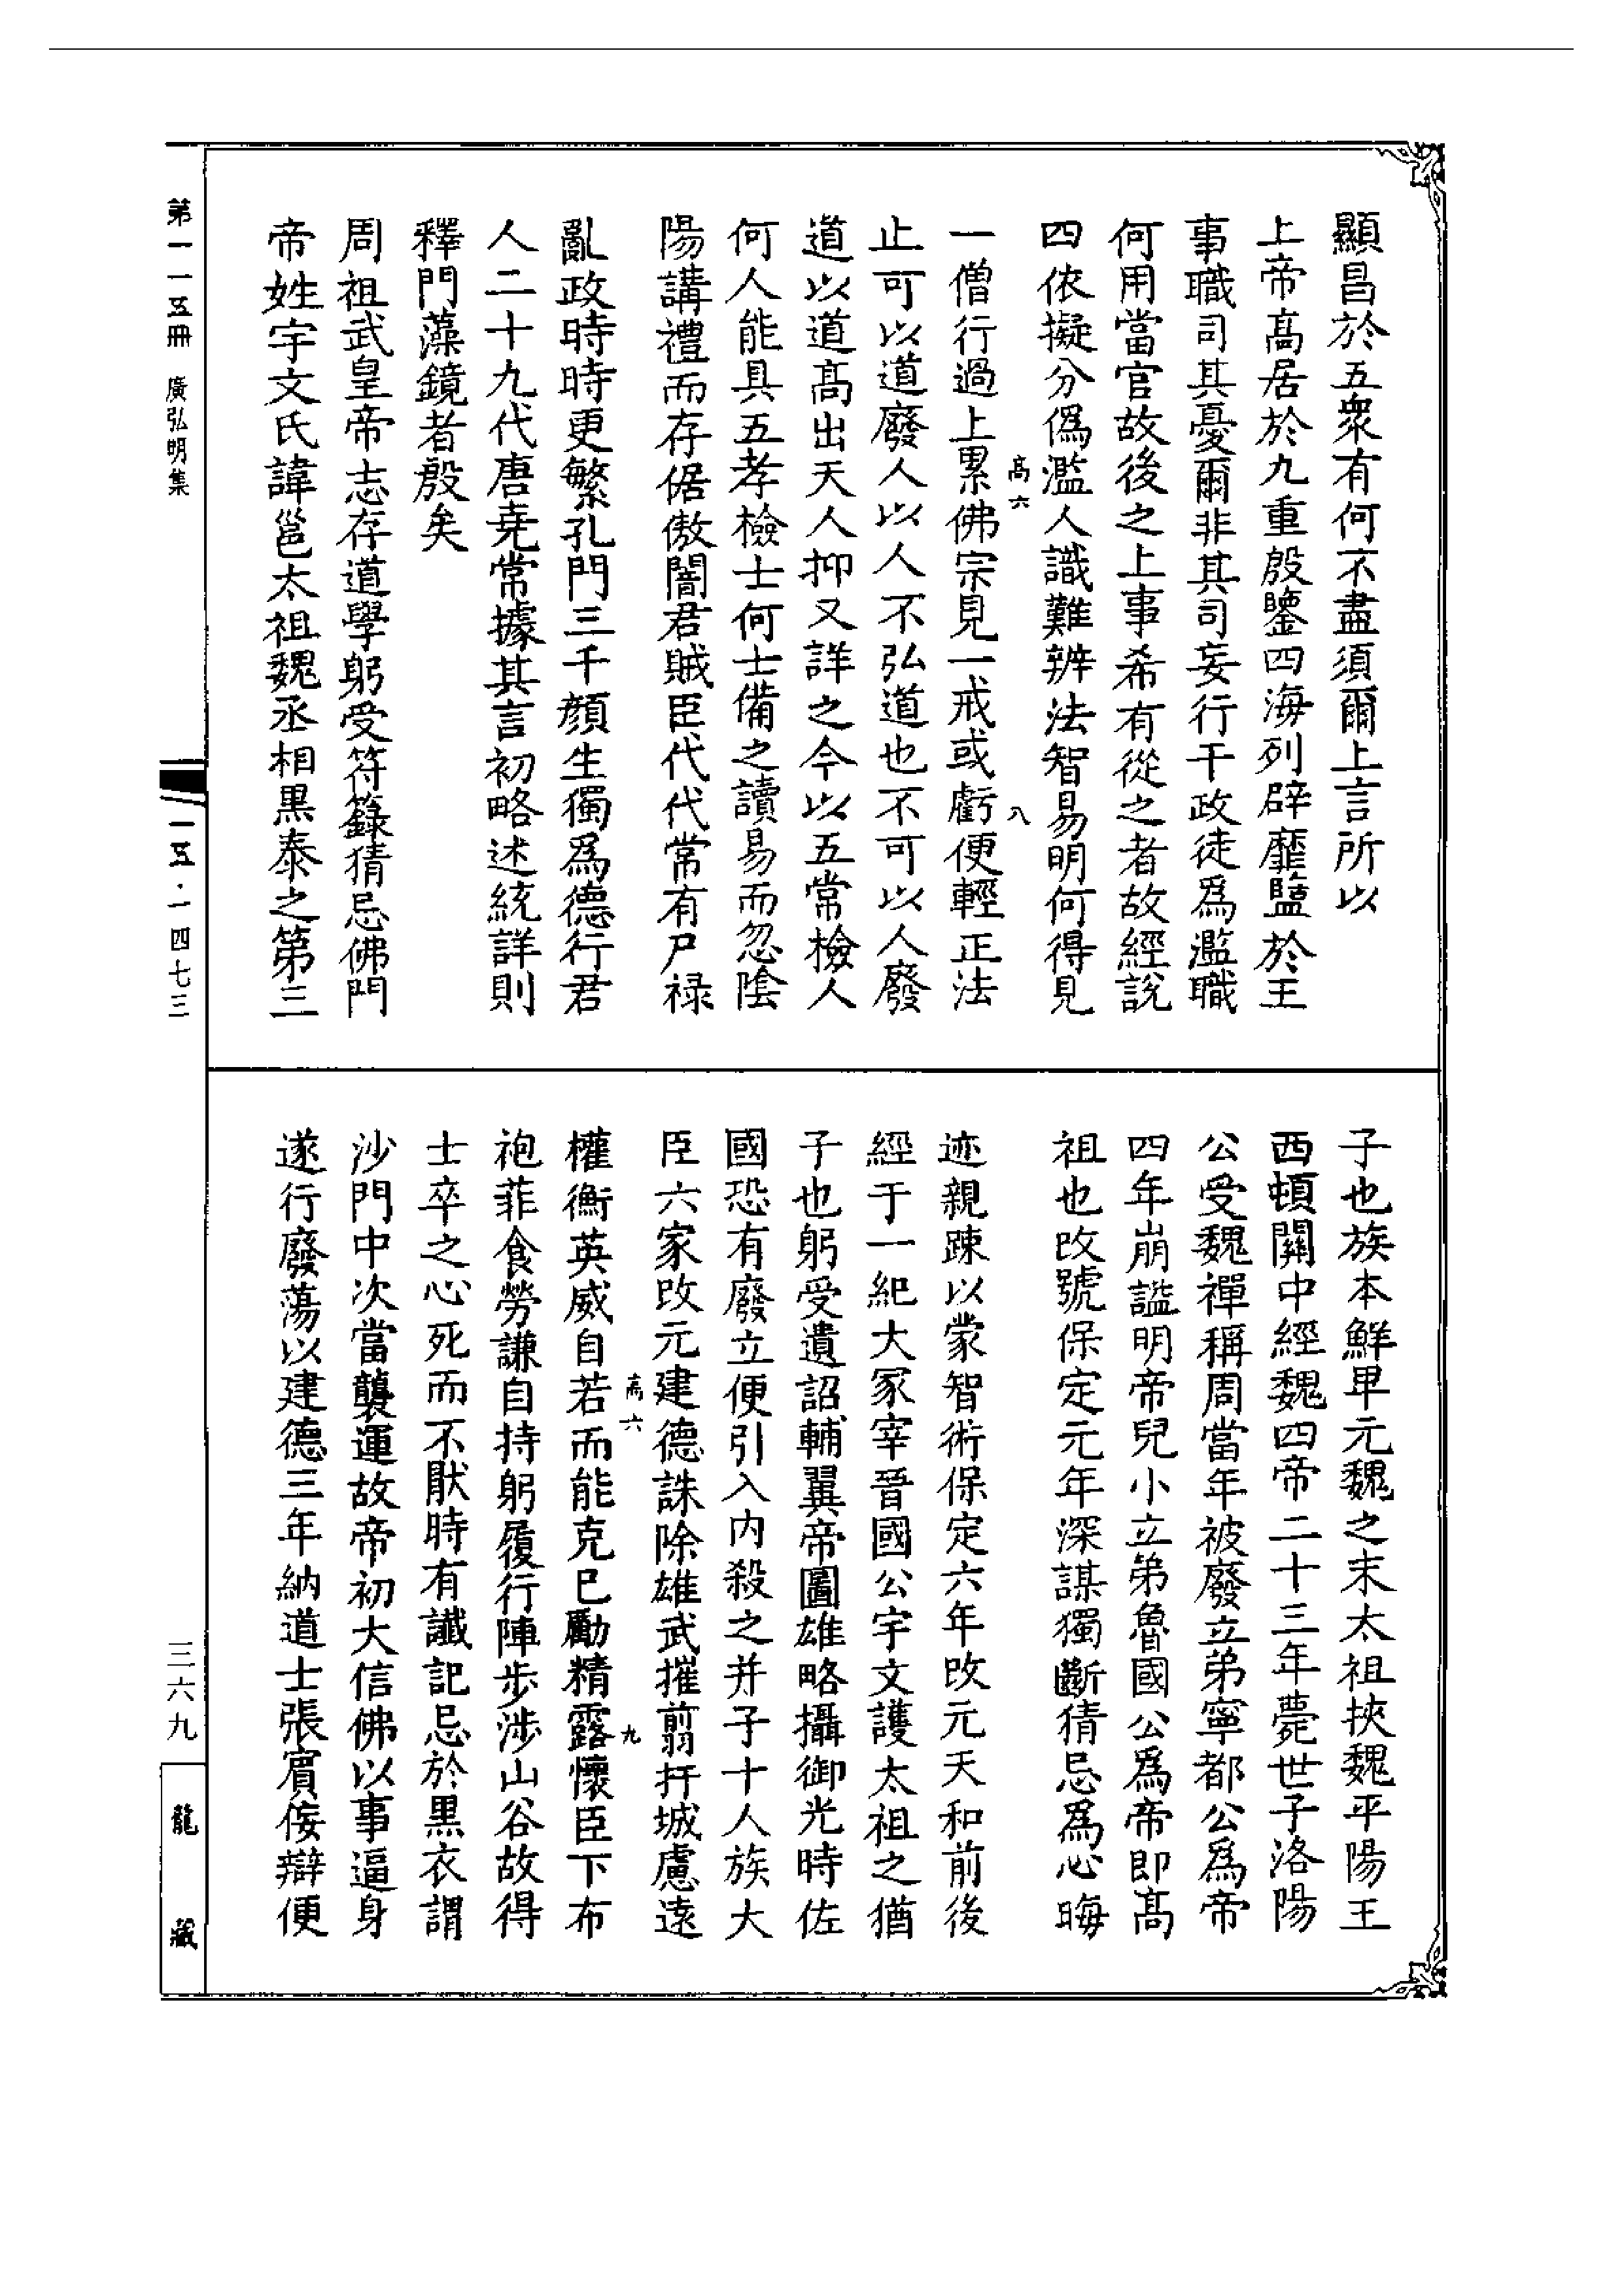 顯昌於五衆有何不盡須爾上言所以
上帝高居於九重殷鑒四海列辟靡盬於王
事職司其憂爾非其司妄行干政徒爲濫職
何用當官故後之上事希有從之者故經說
四依擬分僞濫人識難辨法智易明何得見
高六 八
一僧行過上累佛宗見一戒或虧便輕正法
止可以道廢人以人不弘道也不可以人廢
道以道高出天人抑又詳之今以五常檢人
何人能具五孝檢士何士備之讀易而忽陰
陽講禮而存倨傲闇君賊臣代代常有尸祿
亂政時時更繁孔門三千顏生獨爲德行君
人二十九代唐堯常據其言初略述統詳則
釋門藻鏡者殷矣
周祖武皇帝志存道學躬受符籙猜忌佛門
帝姓宇文氏諱邕太祖魏丞相黑泰之第三
子也族本鮮卑元魏之末太祖挾魏平陽王
西頓關中經魏四帝二十三年薨世子洛陽
公受魏禪稱周當年被廢立弟寧都公爲帝
四年崩謚明帝兒小立弟魯國公爲帝即高
祖也改號保定元年深謀獨斷猜忌爲心晦
迹親踈以蒙智術保定六年改元天和前後
經于一紀大冢宰晉國公宇文護太祖之猶
子也躬受遺詔輔翼帝圖雄略攝御光時佐
國恐有廢立便引入內殺之并子十人族大
臣六家改元建德誅除雄武摧翦扞城慮遠
高六 九
權衡英威自若而能克己勵精露懷臣下布
袍菲食勞謙自持躬履行陣步涉山谷故得
士卒之心死而不猒時有讖記忌於黑衣謂
沙門中次當襲運故帝初大信佛以事逼身
遂行廢蕩以建德三年納道士張賓佞辯便
第一一五冊 廣弘明集
一五·一四七三
三六九
龍藏